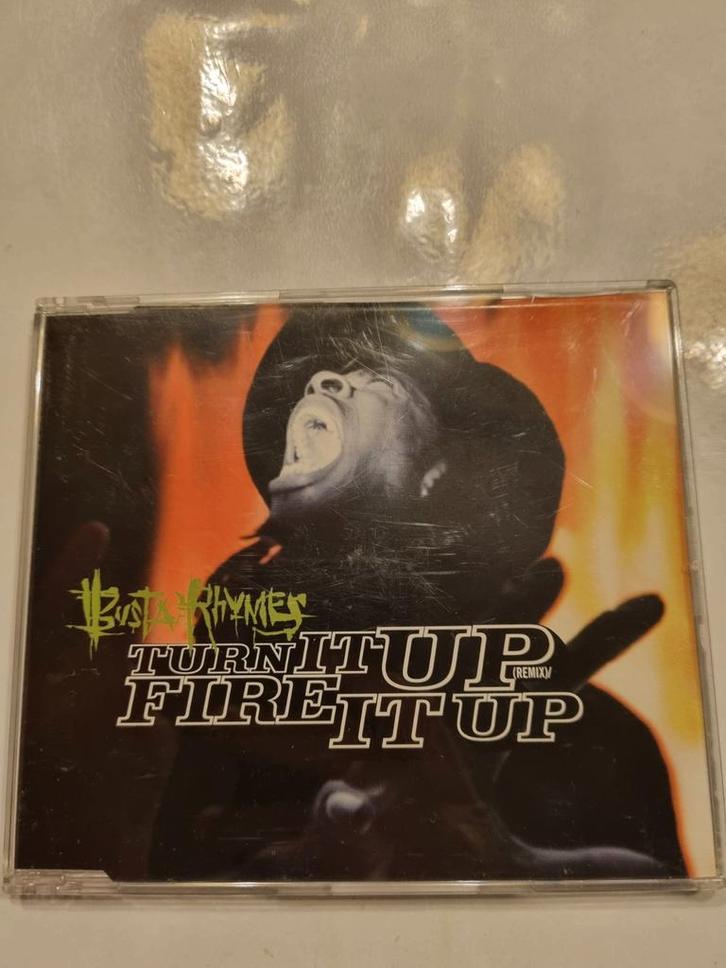 Busta Rhymes
TURN IT UP (REMIX)/
FIRE IT UP